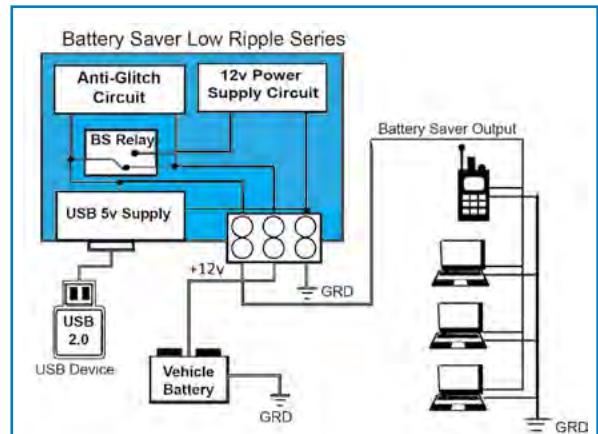 Battery Saver Low Ripple Series
Anti-Glitch
Circuit
12v Power
Supply Circuit
BS Relay
Battery Saver Output
USB 5v Supply
+12v
GRD
USB
2.0
USB Device
Vehicle
Battery
GRD
GRD